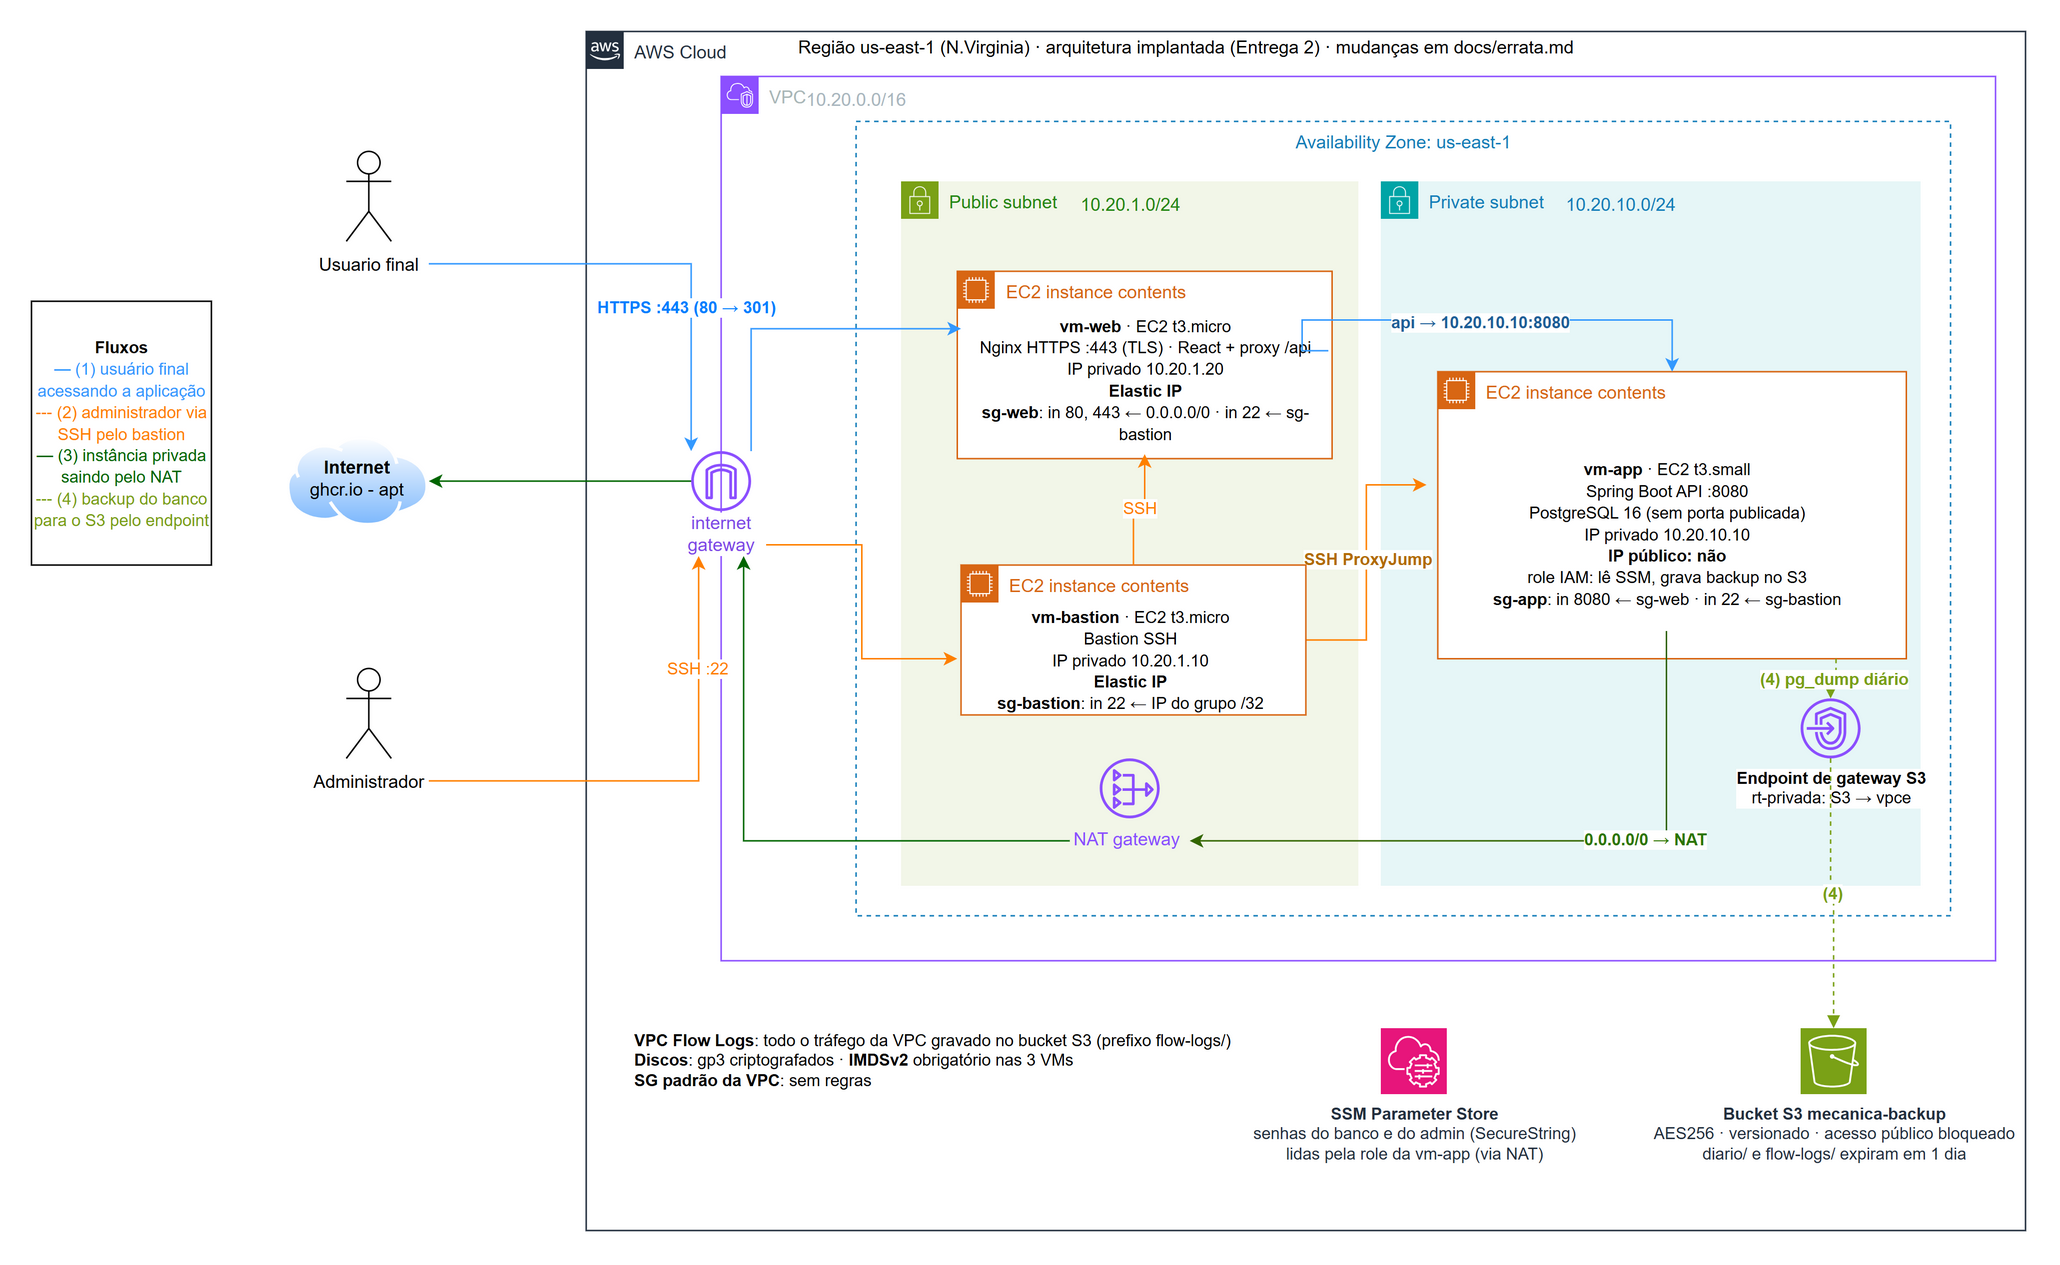 aws
AWS Cloud
Região us-east-1 (N.Virginia) · arquitetura implantada (Entrega 2) · mudanças em docs/errata.md
VPC 10.20.0.0/16
Availability Zone: us-east-1
Public subnet 10.20.1.0/24
Private subnet 10.20.10.0/24
Usuario final
HTTPS :443 (80 → 301)
EC2 instance contents
vm-web · EC2 t3.micro
Nginx HTTPS :443 (TLS) · React + proxy /api
IP privado 10.20.1.20
Elastic IP
sg-web: in 80, 443 ← 0.0.0.0/0 · in 22 ← sg-
bastion
api → 10.20.10.10:8080
EC2 instance contents
vm-app · EC2 t3.small
Spring Boot API :8080
PostgreSQL 16 (sem porta publicada)
IP privado 10.20.10.10
IP público: não
role IAM: lê SSM, grava backup no S3
sg-app: in 8080 ← sg-web · in 22 ← sg-bastion
Fluxos
— (1) usuário final
acessando a aplicação
--- (2) administrador via
SSH pelo bastion
— (3) instância privada
saindo pelo NAT
--- (4) backup do banco
para o S3 pelo endpoint
Internet
ghcr.io - apt
internet
gateway
SSH
SSH ProxyJump
EC2 instance contents
vm-bastion · EC2 t3.micro
Bastion SSH
IP privado 10.20.1.10
Elastic IP
sg-bastion: in 22 ← IP do grupo /32
SSH :22
Administrador
(4) pg_dump diário
Endpoint de gateway S3
rt-privada: S3 → vpce
NAT gateway
0.0.0.0/0 → NAT
(4)
VPC Flow Logs: todo o tráfego da VPC gravado no bucket S3 (prefixo flow-logs/)
Discos: gp3 criptografados · IMDSv2 obrigatório nas 3 VMs
SG padrão da VPC: sem regras
SSM Parameter Store
senhas do banco e do admin (SecureString)
lidas pela role da vm-app (via NAT)
Bucket S3 mecanica-backup
AES256 · versionado · acesso público bloqueado
diario/ e flow-logs/ expiram em 1 dia